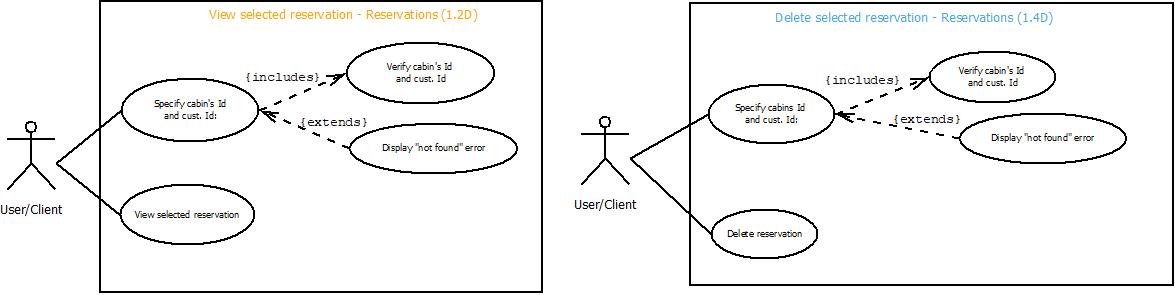 View selected reservation - Reservations (1.2D)
Verify cabin's Id
and cust. Id
{includes}
Specify cabin's Id
and cust. Id:
{extends}
Display "not found" error
User/Client
View selected reservation
Delete selected reservation - Reservations (1.4D)
Verify cabin's Id
and cust. Id
{includes}
Specify cabins Id
and cust. Id:
{extends}
Display "not found" error
User/Client
Delete reservation